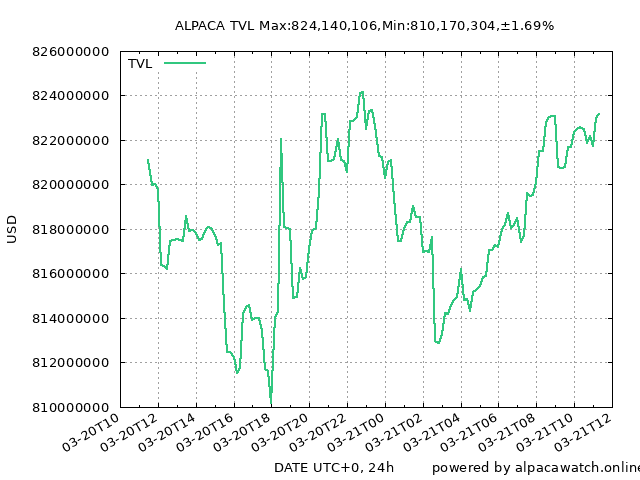 ALPACA TVL Max:824,140,106,Min:810,170,304,±1.69%
TVL
826000000
824000000
822000000
820000000
818000000
816000000
814000000
812000000
810000000
USD
03-20T10
03-20T12
03-20T14
03-20T16
03-20T18
03-20T20
03-20T22
03-21T00
03-21T02
03-21T04
03-21T06
03-21T08
03-21T10
03-21T12
DATE UTC+0, 24h
powered by alpacawatch.online